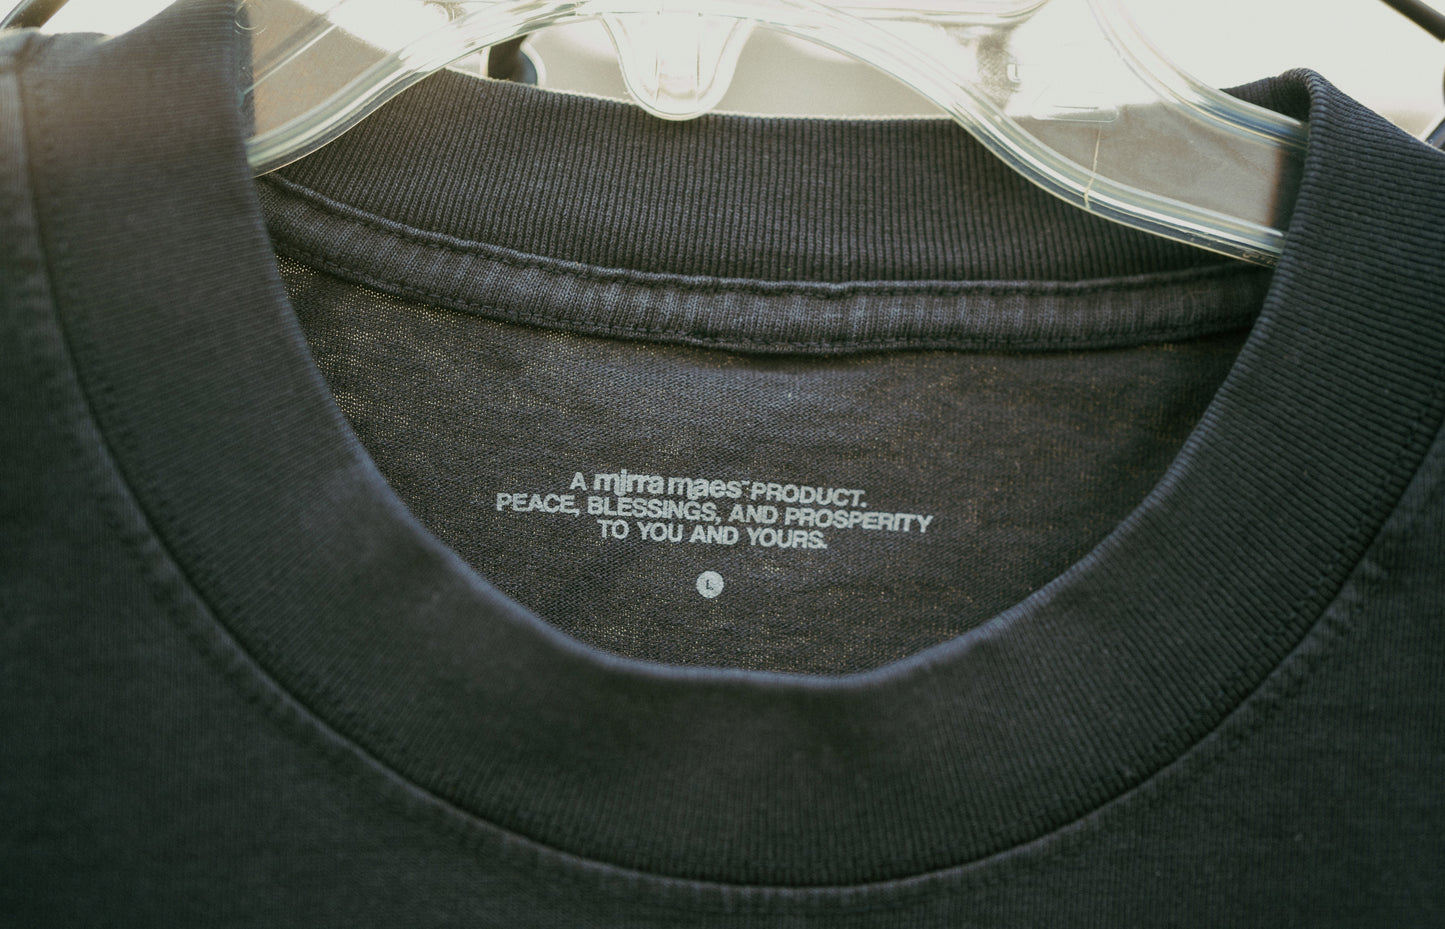 A mirra maes™ PRODUCT.
PEACE, BLESSINGS, AND PROSPERITY
TO YOU AND YOURS.
L